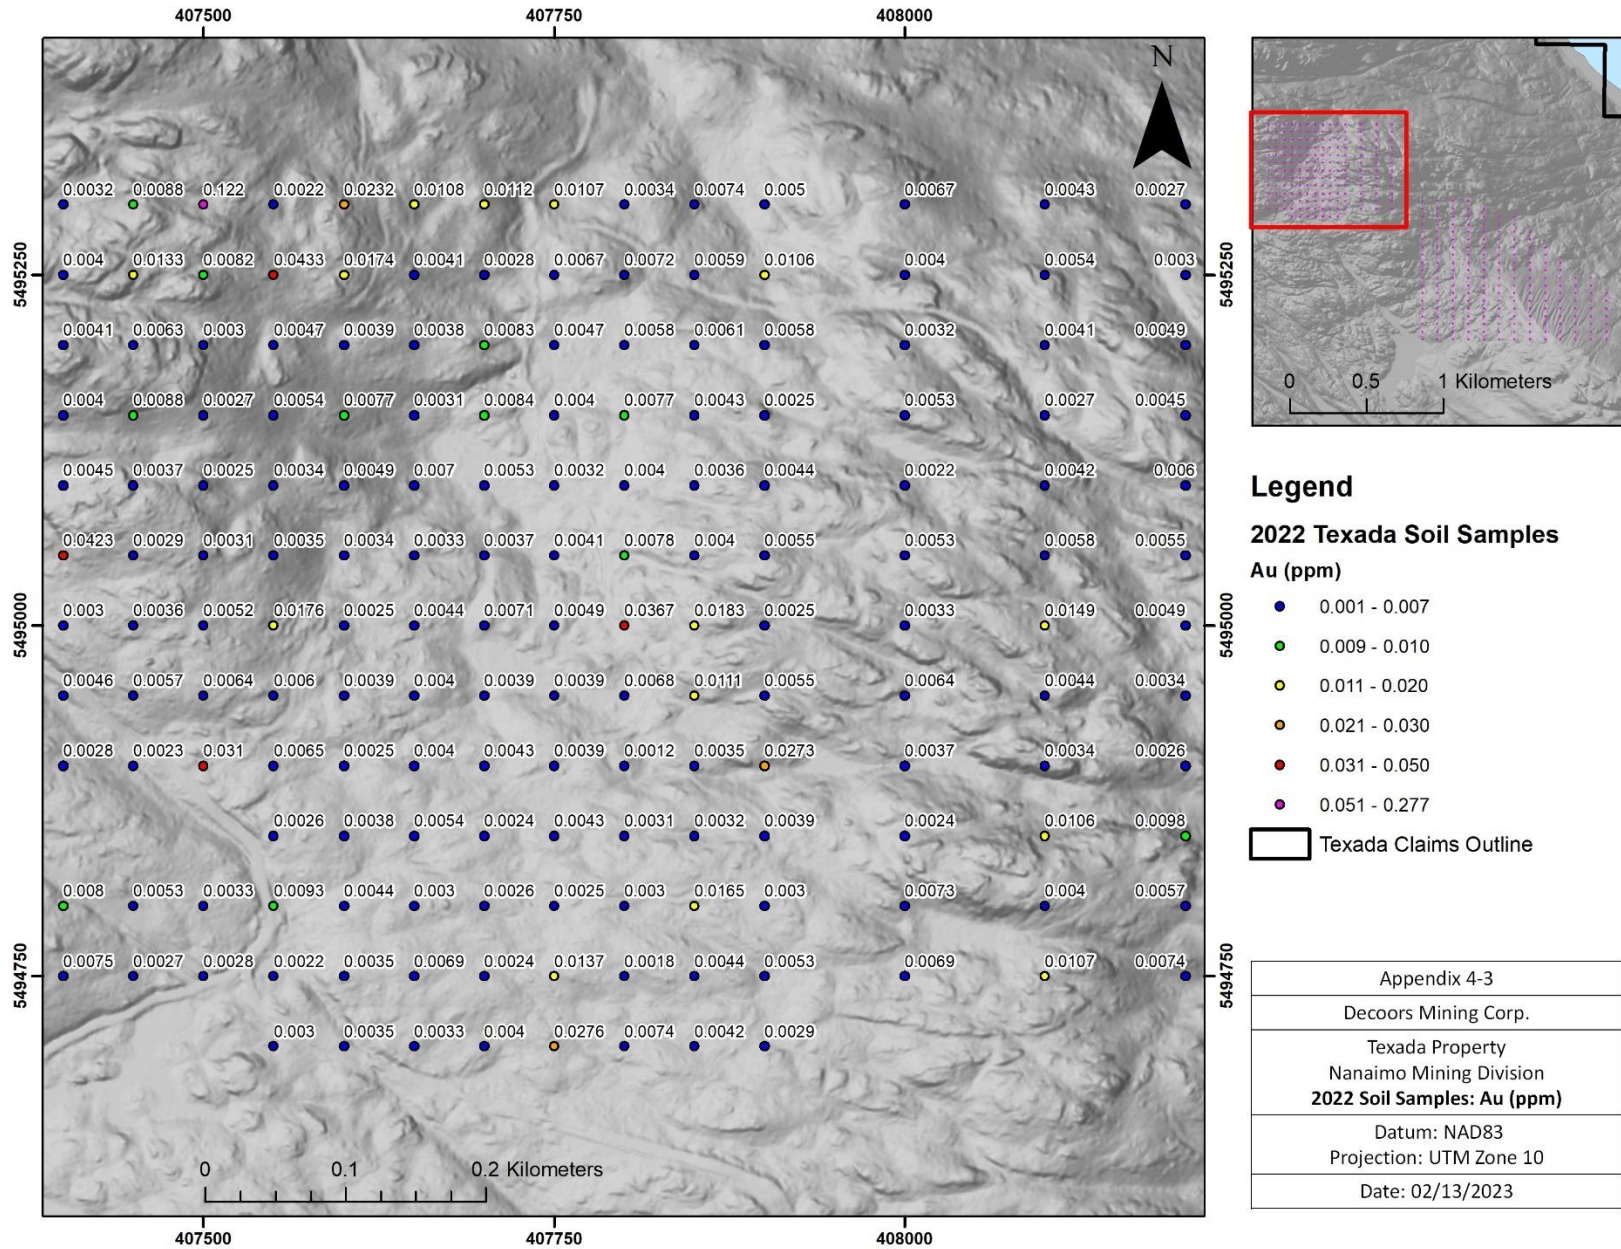 407500 407750 408000
N
0.0032 0.0088 0.122 0.0022 0.0232 0.0108 0.0112 0.0107 0.0034 0.0074 0.005 0.0067 0.0043 0.0027
5495250 0.004 0.0133 0.0082 0.0433 0.0174 0.0041 0.0028 0.0067 0.0072 0.0059 0.0106 0.004 0.0054 0.003 5495250
0.0041 0.0063 0.003 0.0047 0.0039 0.0038 0.0083 0.0047 0.0058 0.0061 0.0058 0.0032 0.0041 0.0049
0.004 0.0088 0.0027 0.0054 0.0077 0.0031 0.0084 0.004 0.0077 0.0043 0.0025 0.0053 0.0027 0.0045
0.0045 0.0037 0.0025 0.0034 0.0049 0.007 0.0053 0.0032 0.004 0.0036 0.0044 0.0022 0.0042 0.006
0.0423 0.0029 0.0031 0.0035 0.0034 0.0033 0.0037 0.0041 0.0078 0.004 0.0055 0.0053 0.0058 0.0055
5495000 0.003 0.0036 0.0052 0.0176 0.0025 0.0044 0.0071 0.0049 0.0367 0.0183 0.0025 0.0033 0.0149 0.0049 5495000
0.0046 0.0057 0.0064 0.006 0.0039 0.004 0.0039 0.0039 0.0068 0.0111 0.0055 0.0064 0.0044 0.0034
0.0028 0.0023 0.031 0.0065 0.0025 0.004 0.0043 0.0039 0.0012 0.0035 0.0273 0.0037 0.0034 0.0026
0.0026 0.0038 0.0054 0.0024 0.0043 0.0031 0.0032 0.0039 0.0024 0.0106 0.0098
0.008 0.0053 0.0033 0.0093 0.0044 0.003 0.0026 0.0025 0.003 0.0165 0.003 0.0073 0.004 0.0057
5494750 0.0075 0.0027 0.0028 0.0022 0.0035 0.0069 0.0024 0.0137 0.0018 0.0044 0.0053 0.0069 0.0107 0.0074 5494750
0.003 0.0035 0.0033 0.004 0.0276 0.0074 0.0042 0.0029
0 0.1 0.2 Kilometers
407500 407750 408000
0 0.5 1 Kilometers
Legend
2022 Texada Soil Samples
Au (ppm)
0.001 - 0.007
0.009 - 0.010
0.011 - 0.020
0.021 - 0.030
0.031 - 0.050
0.051 - 0.277
Texada Claims Outline
Appendix 4-3
Decoors Mining Corp.
Texada Property
Nanaimo Mining Division
2022 Soil Samples: Au (ppm)
Datum: NAD83
Projection: UTM Zone 10
Date: 02/13/2023